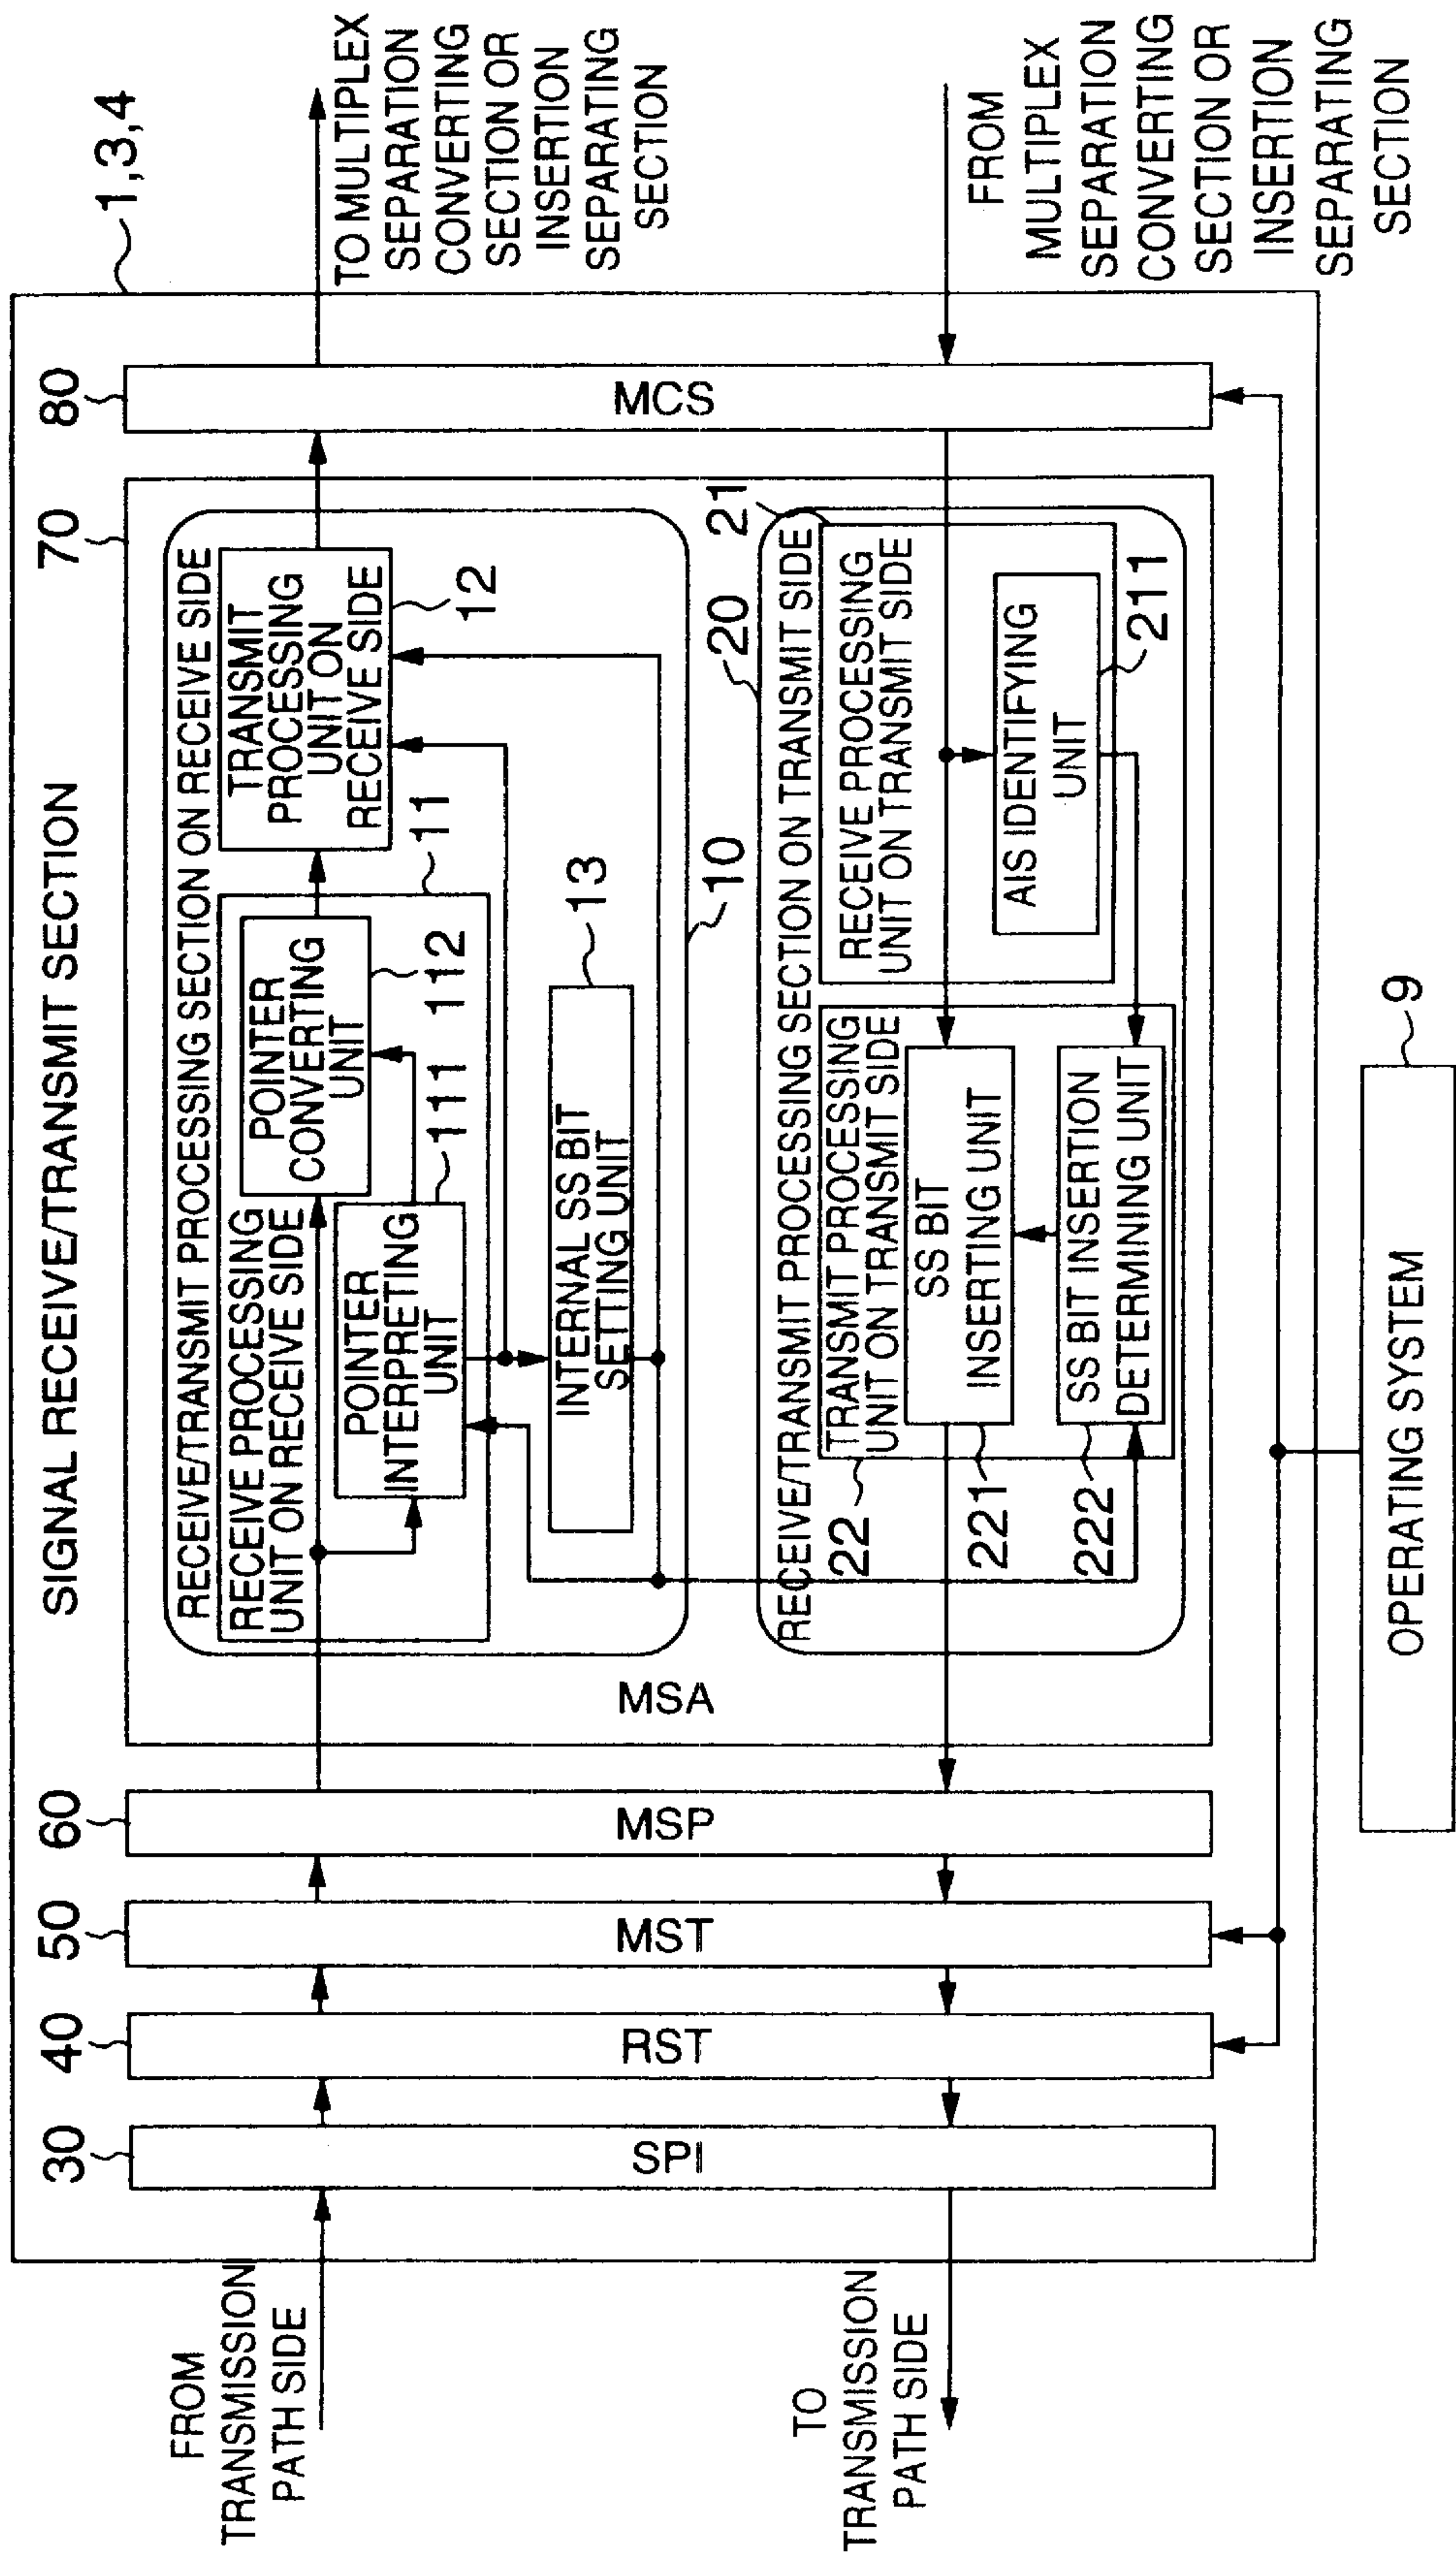 SIGNAL RECEIVE/TRANSMIT SECTION
1,3,4
30
40
50
60
70
80
FROM
TRANSMISSION
PATH SIDE
TO
TRANSMISSION
PATH SIDE
SPI
RST
MST
MSP
MSA
MCS
RECEIVE/TRANSMIT PROCESSING SECTION ON RECEIVE SIDE
RECEIVE PROCESSING
UNIT ON RECEIVE SIDE
POINTER
INTERPRETING
UNIT
111
POINTER
CONVERTING
UNIT
112
11
TRANSMIT
PROCESSING
UNIT ON
RECEIVE SIDE
12
INTERNAL SS BIT
SETTING UNIT
13
10
RECEIVE/TRANSMIT PROCESSING SECTION ON TRANSMIT SIDE
20
21
TRANSMIT PROCESSING
UNIT ON TRANSMIT SIDE
22
SS BIT
INSERTING UNIT
221
SS BIT INSERTION
DETERMINING UNIT
222
RECEIVE PROCESSING
UNIT ON TRANSMIT SIDE
AIS IDENTIFYING
UNIT
211
TO MULTIPLEX
SEPARATION
CONVERTING
SECTION OR
INSERTION
SEPARATING
SECTION
FROM
MULTIPLEX
SEPARATION
CONVERTING
SECTION OR
INSERTION
SEPARATING
SECTION
OPERATING SYSTEM
9